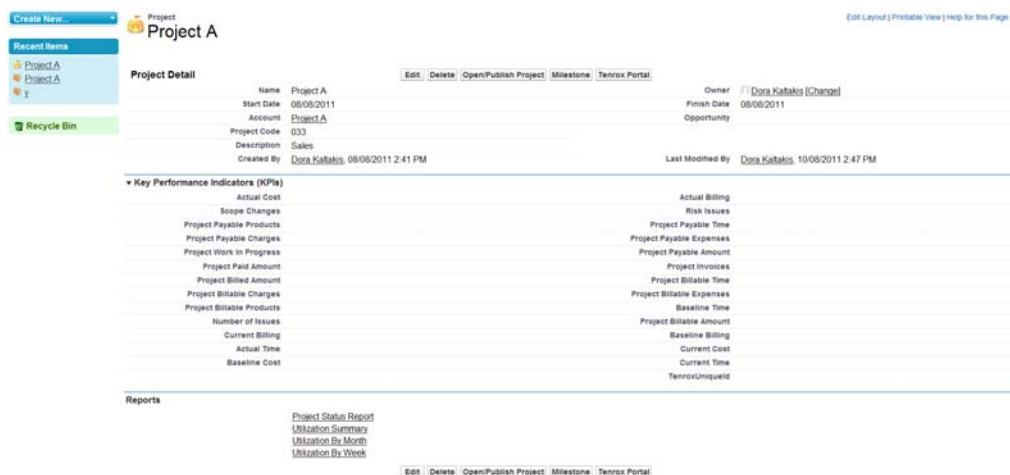 Create New...
Recent Items
Project A
Project A
y
Recycle Bin
Project
Project A
Edit Layout | Printable View | Help for this Page
Project Detail
Edit Delete Open/Publish Project Milestone Tenrox Portal
Name Project A Owner Dora Kaltakis [Change]
Start Date 08/08/2011 Finish Date 08/08/2011
Account Project A Opportunity
Project Code 033
Description Sales
Created By Dora Kaltakis, 08/08/2011 2:41 PM Last Modified By Dora Kaltakis, 10/08/2011 2:47 PM
Key Performance Indicators (KPIs)
Actual Cost Actual Billing
Scope Changes Risk Issues
Project Payable Products Project Payable Time
Project Payable Charges Project Payable Expenses
Project Work In Progress Project Payable Amount
Project Paid Amount Project Invoices
Project Billed Amount Project Billable Time
Project Billable Charges Project Billable Expenses
Project Billable Products Baseline Time
Number of Issues Project Billable Amount
Current Billing Baseline Billing
Actual Time Current Cost
Baseline Cost Current Time
TenroxUniqueId
Reports
Project Status Report
Utilization Summary
Utilization By Month
Utilization By Week
Edit Delete Open/Publish Project Milestone Tenrox Portal